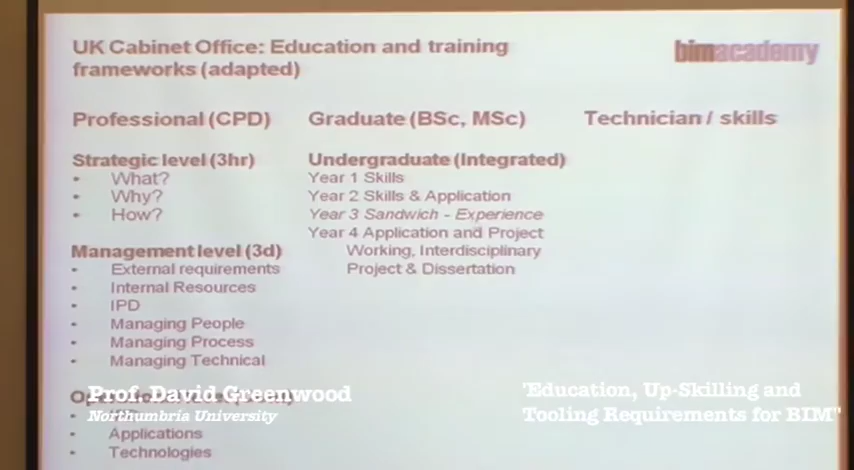 UK Cabinet Office: Education and training
frameworks (adapted)
bimacademy
Professional (CPD)
Strategic level (3hr)
• What?
• Why?
• How?
Management level (3d)
• External requirements
• Internal Resources
• IPD
• Managing People
• Managing Process
• Managing Technical
• Applications
• Technologies
Graduate (BSc, MSc)
Undergraduate (Integrated)
Year 1 Skills
Year 2 Skills & Application
Year 3 Sandwich - Experience
Year 4 Application and Project
Working, Interdisciplinary
Project & Dissertation
Technician / skills
Prof. David Greenwood
Northumbria University
"Education, Up-Skilling and
Tooling Requirements for BIM"